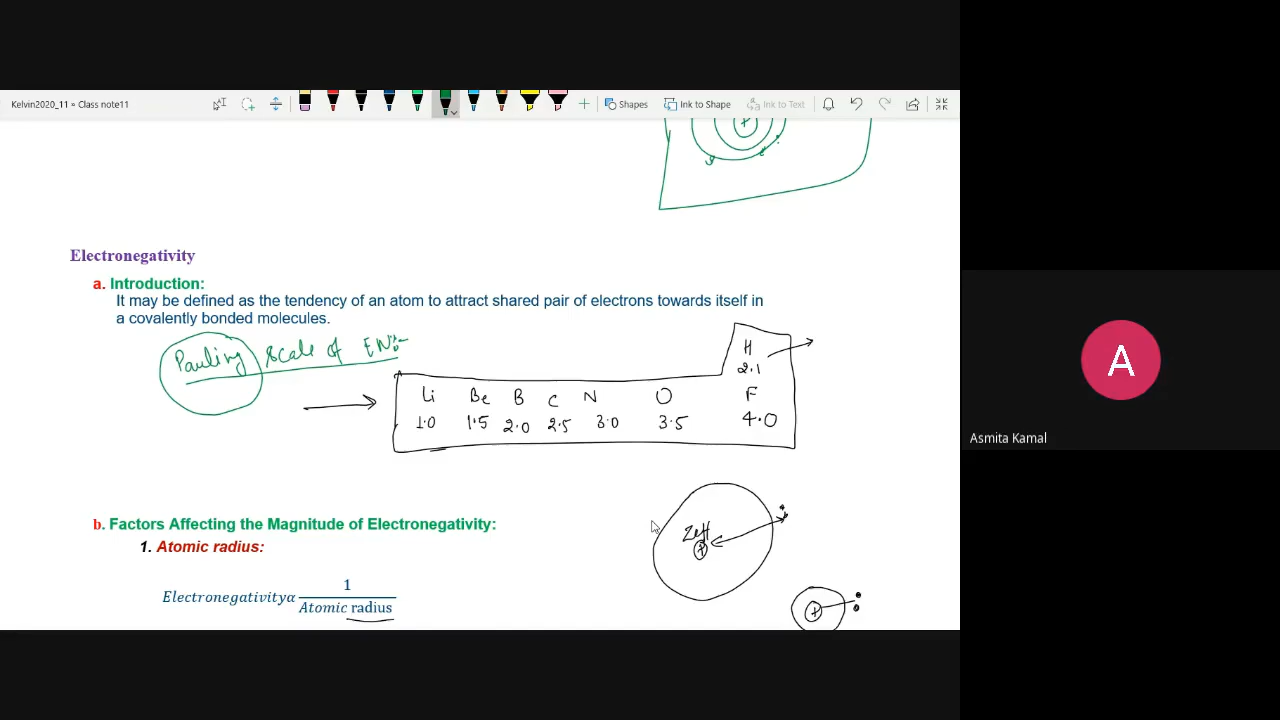 Kelvin2020_11 » Class note11
Shapes
Ink to Shape
Ink to Text
Electronegativity
a. Introduction:
It may be defined as the tendency of an atom to attract shared pair of electrons towards itself in
a covalently bonded molecules.
Pauling scale of EN:-
H
2.1
Li Be B C N O F
1.0 1.5 2.0 2.5 3.0 3.5 4.0
b. Factors Affecting the Magnitude of Electronegativity:
Zeff
+
1. Atomic radius:
Electronegativityα 1
Atomic radius
+
A
Asmita Kamal